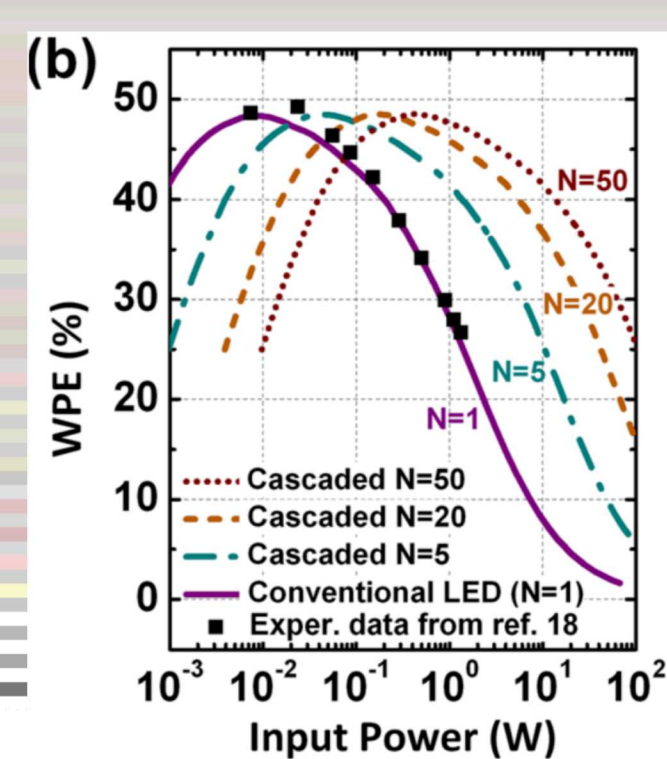 (b)
50
40
30
20
10
0
WPE (%)
N=50
N=20
N=5
N=1
Cascaded N=50
Cascaded N=20
Cascaded N=5
Conventional LED (N=1)
Exper. data from ref. 18
10⁻³ 10⁻² 10⁻¹ 10⁰ 10¹ 10²
Input Power (W)